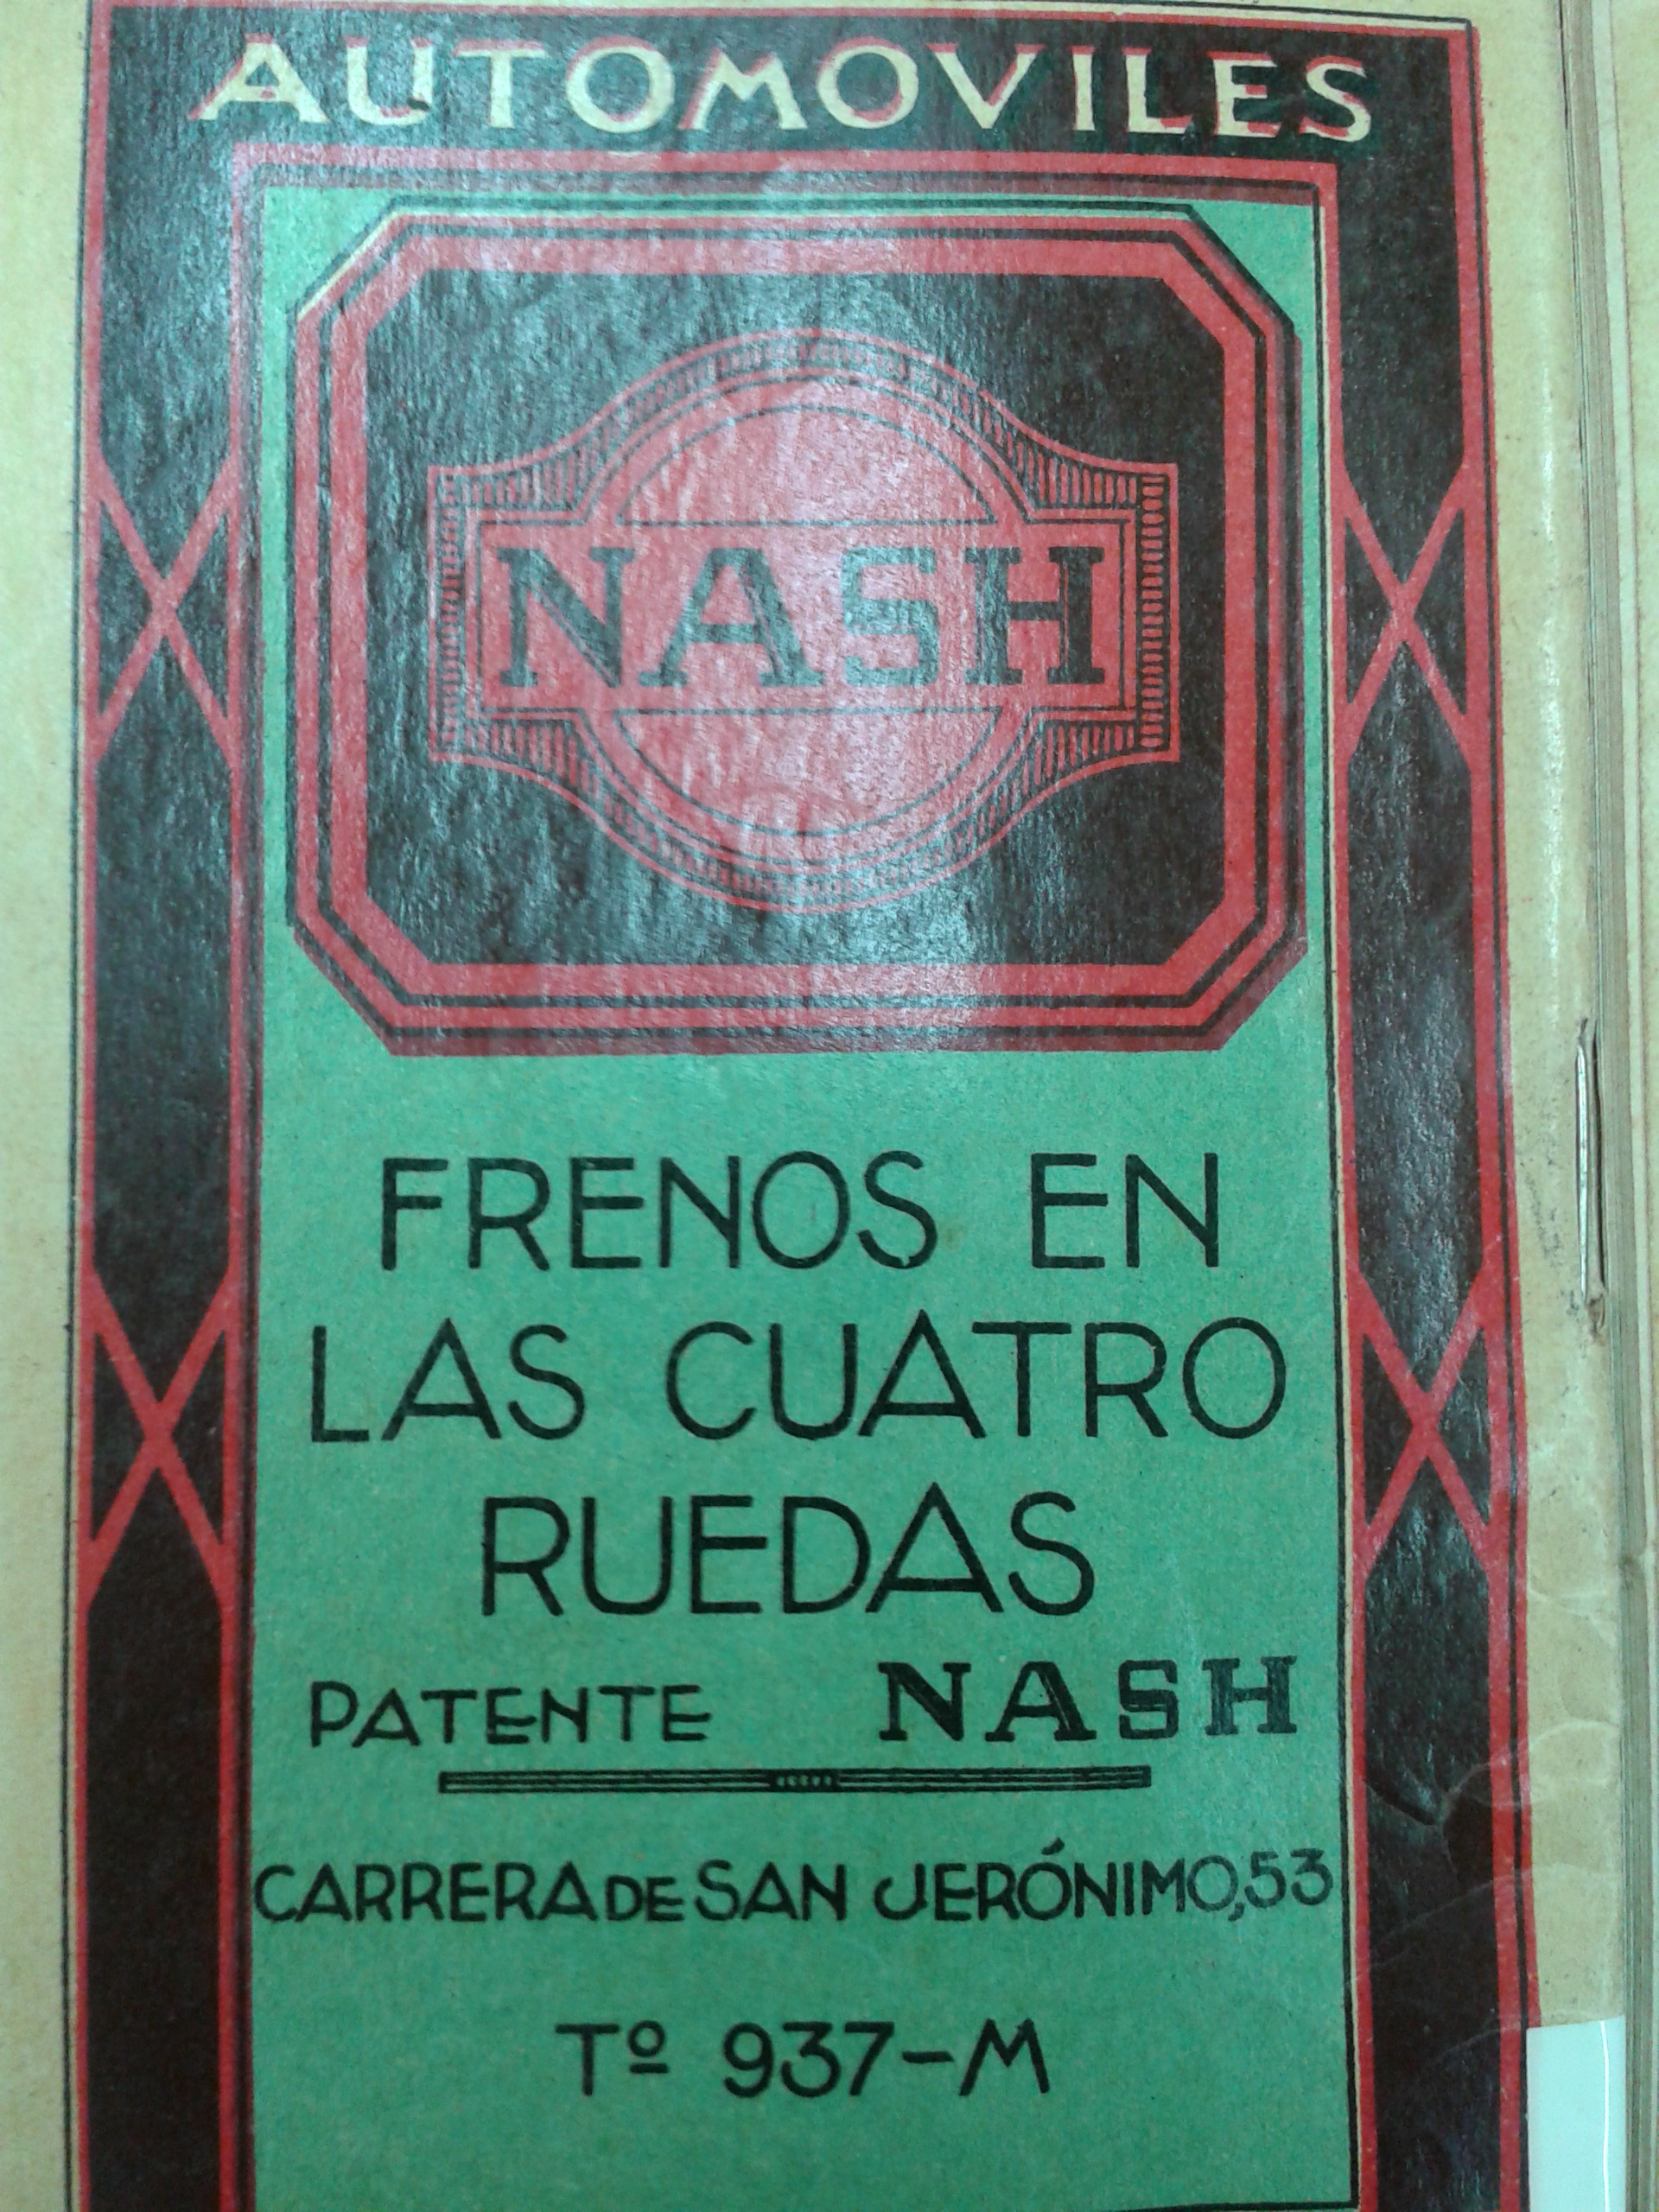 AUTOMOVILES
NASH
FRENOS EN
LAS CUATRO
RUEDAS
PATENTE NASH
CARRERA DE SAN JERÓNIMO, 53
Tº 937-M